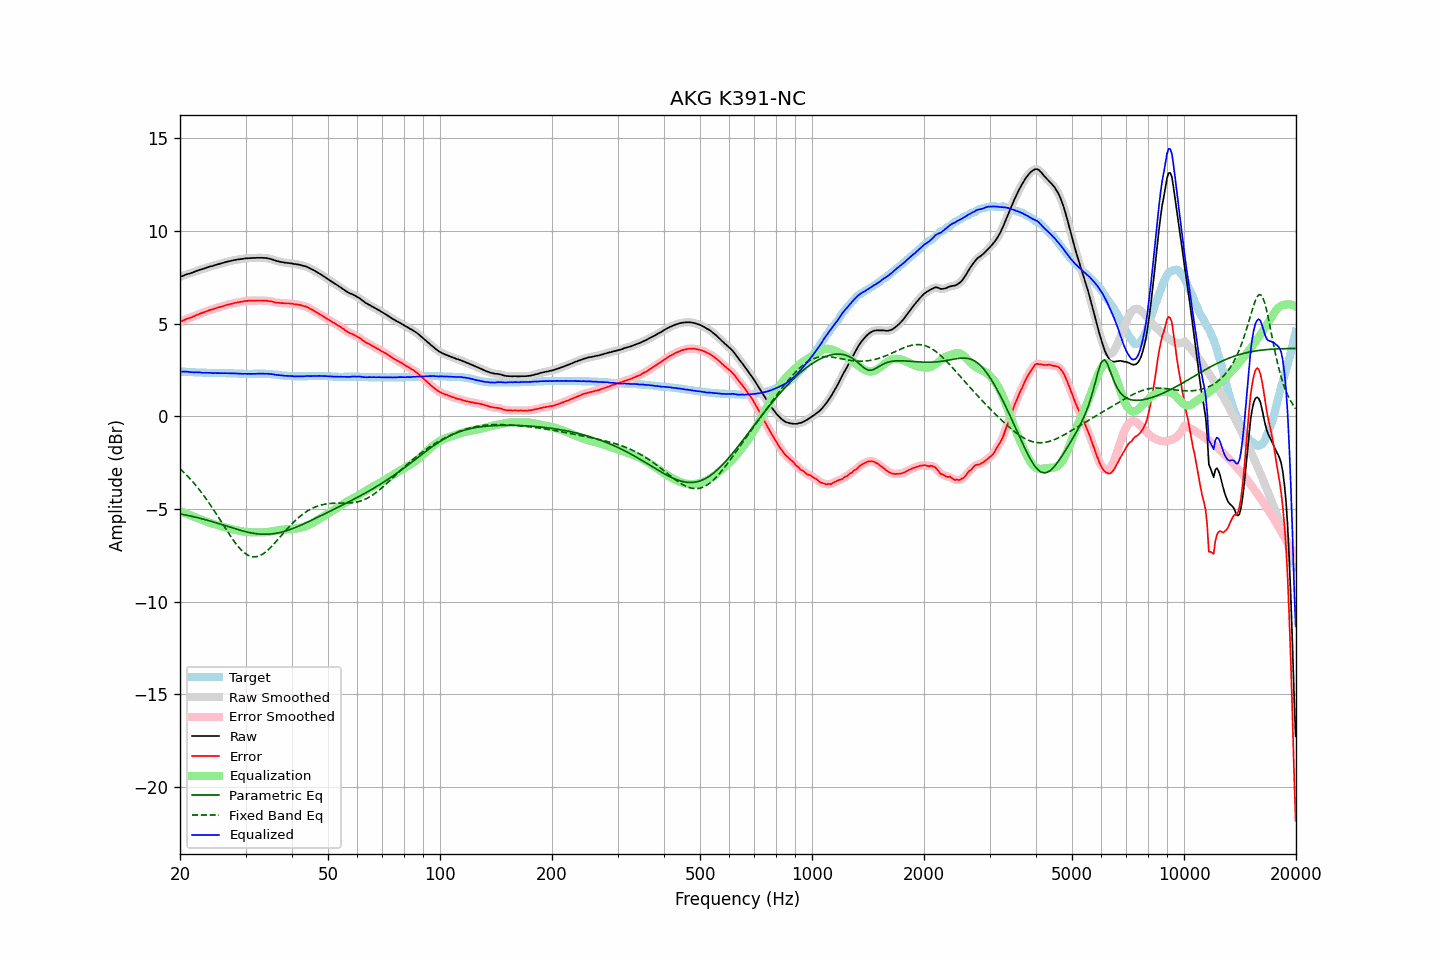 AKG K391-NC
Amplitude (dBr)
15
10
5
0
−5
−10
−15
−20
Target
Raw Smoothed
Error Smoothed
Raw
Error
Equalization
Parametric Eq
Fixed Band Eq
Equalized
20 50 100 200 500 1000 2000 5000 10000 20000
Frequency (Hz)